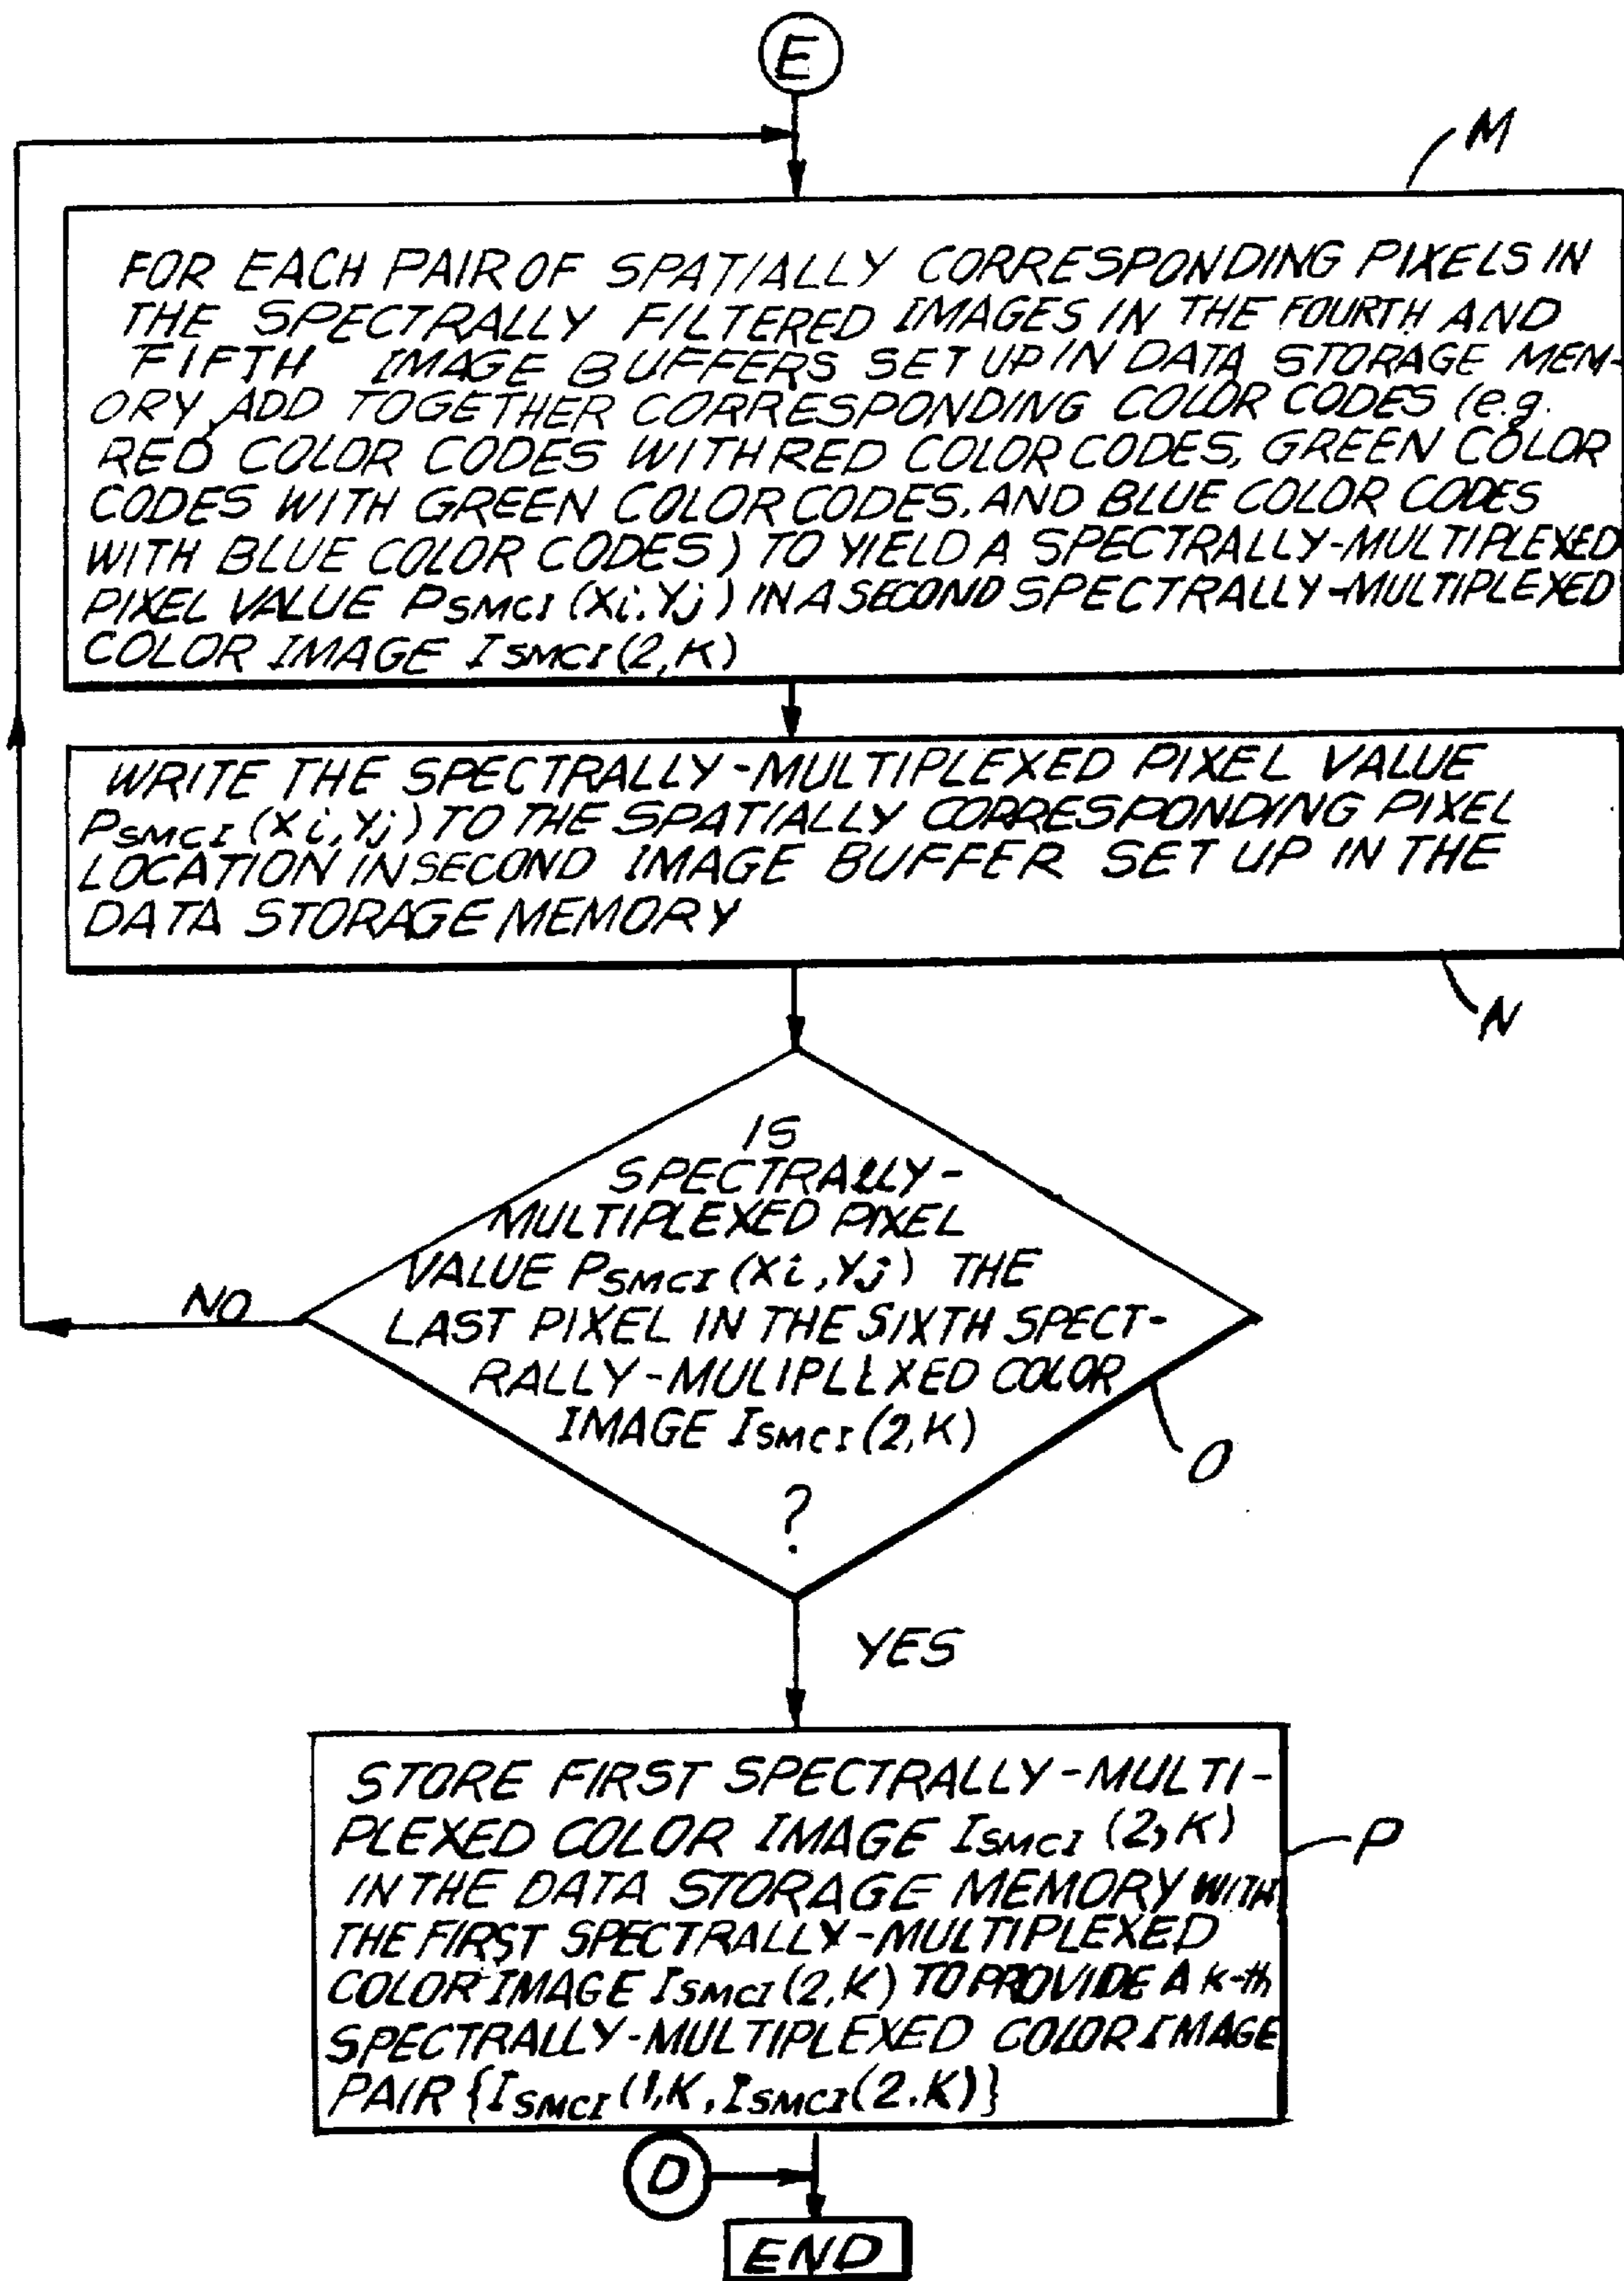 E
M
FOR EACH PAIR OF SPATIALLY CORRESPONDING PIXELS IN
THE SPECTRALLY FILTERED IMAGES IN THE FOURTH AND
FIFTH IMAGE BUFFERS SET UP IN DATA STORAGE MEM-
ORY, ADD TOGETHER CORRESPONDING COLOR CODES (e.g.
RED COLOR CODES WITH RED COLOR CODES, GREEN COLOR
CODES WITH GREEN COLOR CODES, AND BLUE COLOR CODES
WITH BLUE COLOR CODES) TO YIELD A SPECTRALLY-MULTIPLEXED
PIXEL VALUE PSMCI (Xi, Yj) IN A SECOND SPECTRALLY-MULTIPLEXED
COLOR IMAGE ISMCI (2, K)
WRITE THE SPECTRALLY-MULTIPLEXED PIXEL VALUE
PSMCI (Xi, Yj) TO THE SPATIALLY CORRESPONDING PIXEL
LOCATION IN SECOND IMAGE BUFFER SET UP IN THE
DATA STORAGE MEMORY
N
IS
SPECTRALLY-
MULTIPLEXED PIXEL
VALUE PSMCI (Xi, Yj) THE
LAST PIXEL IN THE SIXTH SPECT-
RALLY-MULIPLLXED COLOR
IMAGE ISMCI (2, K)
?
NO
O
YES
STORE FIRST SPECTRALLY-MULTI-
PLEXED COLOR IMAGE ISMCI (2, K)
IN THE DATA STORAGE MEMORY WITH
THE FIRST SPECTRALLY-MULTIPLEXED
COLOR IMAGE ISMCI (2, K) TO PROVIDE A K-th
SPECTRALLY-MULTIPLEXED COLOR IMAGE
PAIR {ISMCI (1,K, ISMCI (2.K)}
P
D
END